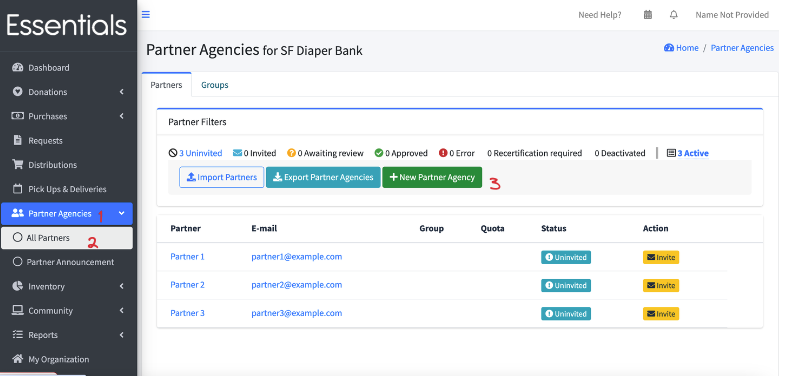 Essentials
Need Help? Name Not Provided
Partner Agencies for SF Diaper Bank
Home / Partner Agencies
Dashboard
Donations
Purchases
Requests
Distributions
Pick Ups & Deliveries
Partner Agencies 1
All Partners 2
Partner Announcement
Inventory
Community
Reports
My Organization
Partners Groups
Partner Filters
3 Uninvited 0 Invited 0 Awaiting review 0 Approved 0 Error 0 Recertification required 0 Deactivated | 3 Active
Import Partners Export Partner Agencies New Partner Agency 3
Partner E-mail Group Quota Status Action
Partner 1 partner1@example.com Uninvited Invite
Partner 2 partner2@example.com Uninvited Invite
Partner 3 partner3@example.com Uninvited Invite